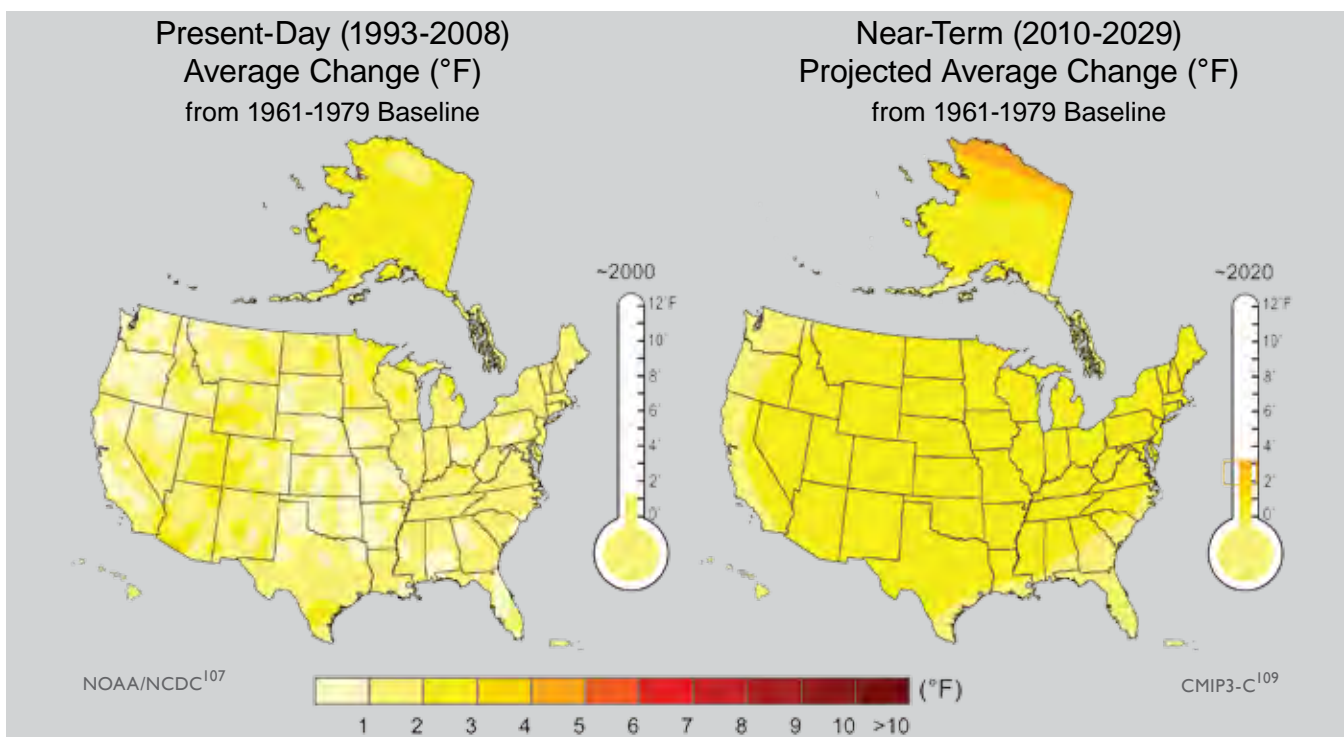 Present-Day (1993-2008)
Average Change (°F)
from 1961-1979 Baseline
Near-Term (2010-2029)
Projected Average Change (°F)
from 1961-1979 Baseline
~2000
12°F
10°
8°
6°
4°
2°
0°
~2020
12°F
10°
8°
6°
4°
2°
0°
NOAA/NCDC107
CMIP3-C109
(°F)
1 2 3 4 5 6 7 8 9 10 >10